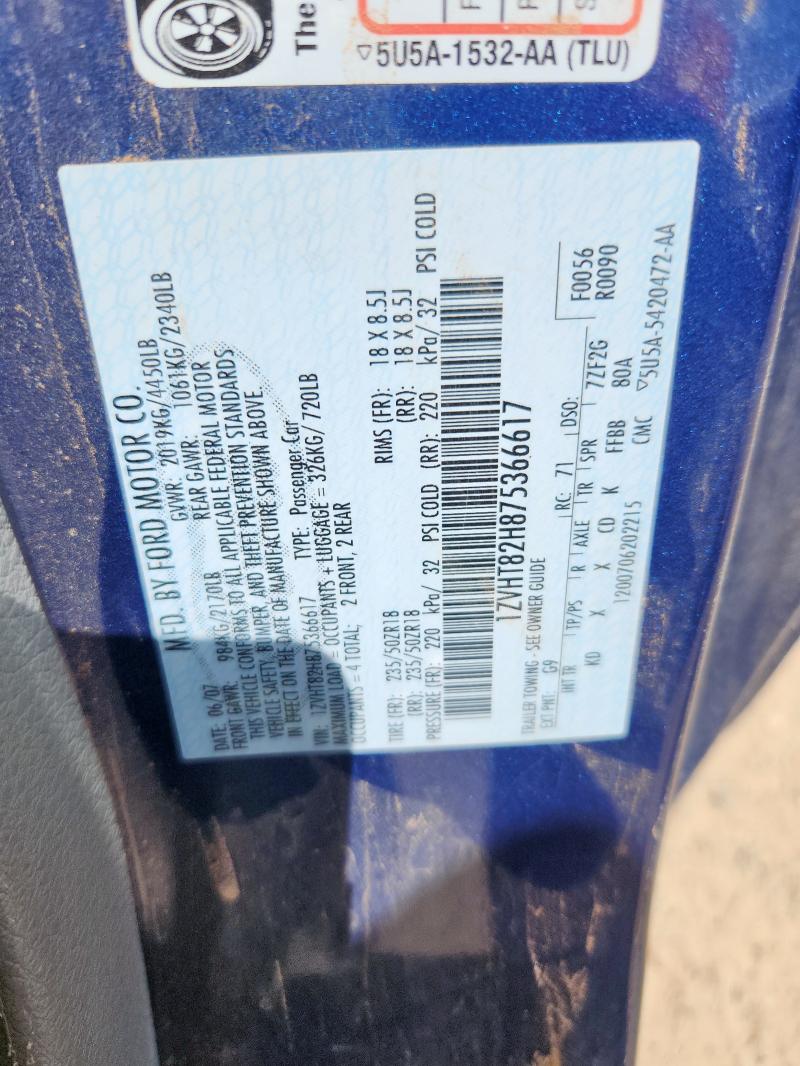 The
5U5A-1532-AA (TLU)
MFD. BY FORD MOTOR CO.
DATE: 06/07 GVWR: 2019KG/4450LB
FRONT GAWR: 984KG/2170LB REAR GAWR: 1061KG/2340LB
THIS VEHICLE CONFORMS TO ALL APPLICABLE FEDERAL MOTOR
VEHICLE SAFETY, BUMPER, AND THEFT PREVENTION STANDARDS
IN EFFECT ON THE DATE OF MANUFACTURE SHOWN ABOVE
VIN: 1ZVHT82H875366617 TYPE: Passenger Car
MAXIMUM LOAD = OCCUPANTS + LUGGAGE = 326KG/ 720LB
OCCUPANTS = 4 TOTAL; 2 FRONT, 2 REAR
TIRE (FR): 235/50ZR18 RIMS (FR): 18 X 8.5J
(RR): 235/50ZR18 (RR): 18 X 8.5J
PRESSURE (FR): 220 kPa/ 32 PSI COLD (RR): 220 kPa/ 32 PSI COLD
1ZVHT82H875366617
TRAILER TOWING - SEE OWNER GUIDE
EXT PNT: G9 RC: 71 DSO: F0056
R0090
INT TR TP/PS R AXLE TR SPR 7ZF2G
KD X X CD K FFBB 80A
1200706202215 CMC 5U5A-5420472-AA